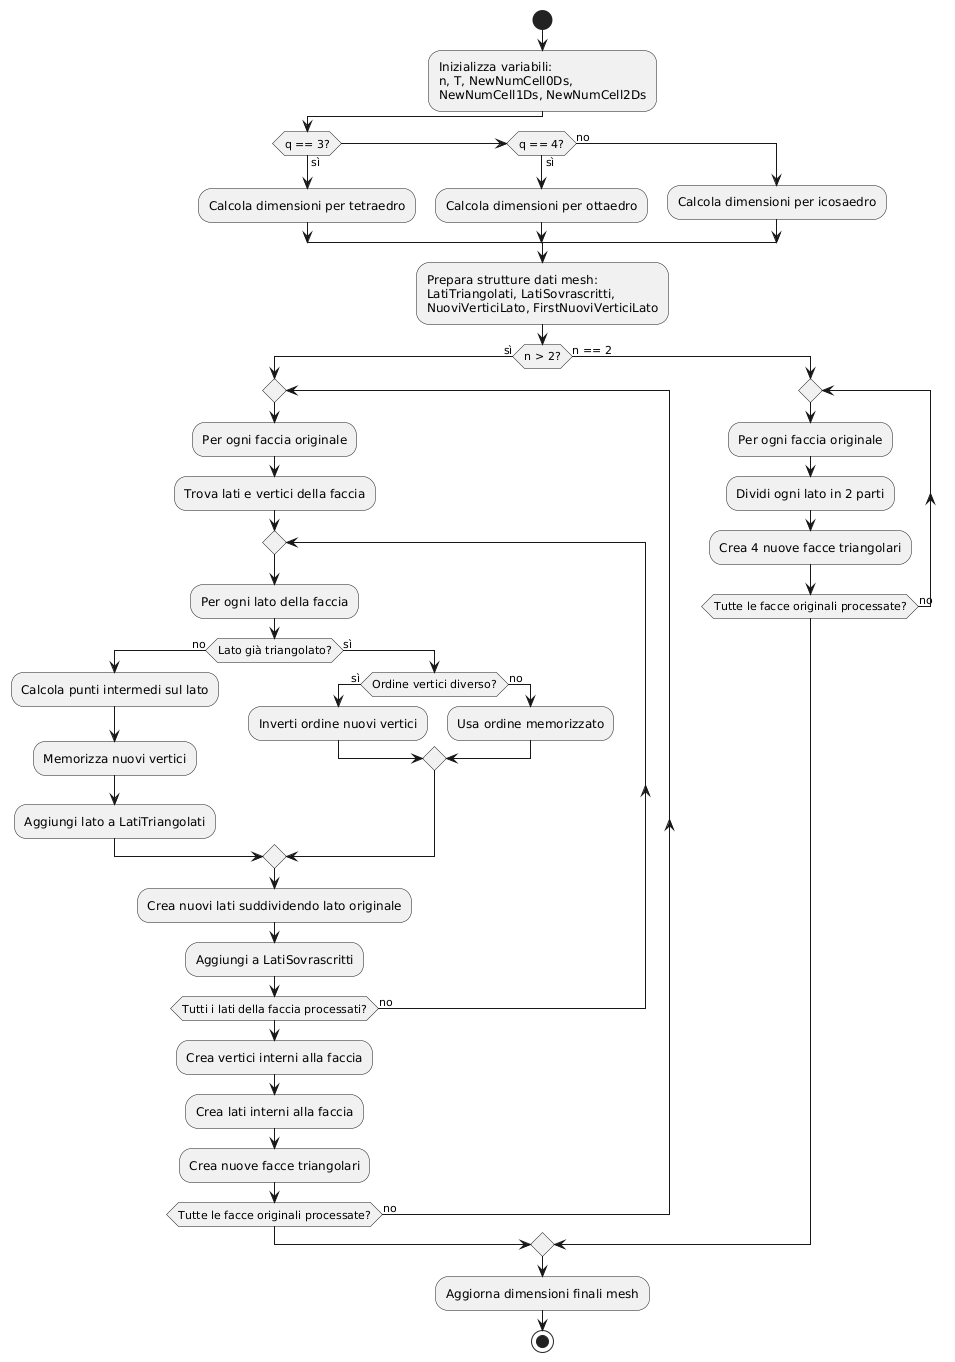 Inizializza variabili:
n, T, NewNumCell0Ds,
NewNumCell1Ds, NewNumCell2Ds
q == 3?
q == 4?
no
sì
sì
Calcola dimensioni per tetraedro
Calcola dimensioni per ottaedro
Calcola dimensioni per icosaedro
Prepara strutture dati mesh:
LatiTriangolati, LatiSovrascritti,
NuoviVerticiLato, FirstNuoviVerticiLato
sì
n > 2?
n == 2
Per ogni faccia originale
Trova lati e vertici della faccia
Per ogni lato della faccia
no
Lato già triangolato?
sì
Calcola punti intermedi sul lato
Memorizza nuovi vertici
Aggiungi lato a LatiTriangolati
sì
Ordine vertici diverso?
no
Inverti ordine nuovi vertici
Usa ordine memorizzato
Crea nuovi lati suddividendo lato originale
Aggiungi a LatiSovrascritti
Tutti i lati della faccia processati?
no
Crea vertici interni alla faccia
Crea lati interni alla faccia
Crea nuove facce triangolari
Tutte le facce originali processate?
no
Per ogni faccia originale
Dividi ogni lato in 2 parti
Crea 4 nuove facce triangolari
Tutte le facce originali processate?
no
Aggiorna dimensioni finali mesh